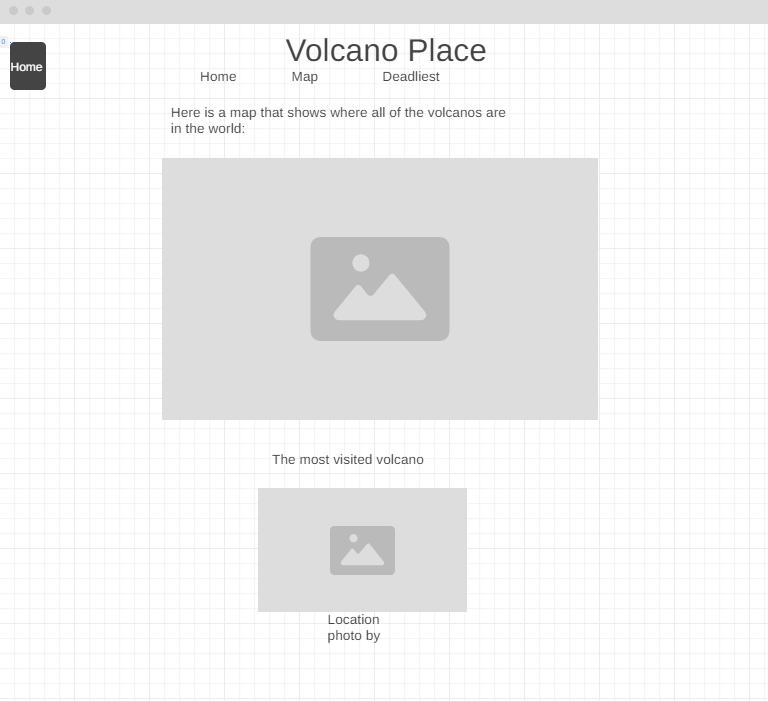 0
Home
Volcano Place
Home Map Deadliest
Here is a map that shows where all of the volcanos are
in the world:
The most visited volcano
Location
photo by